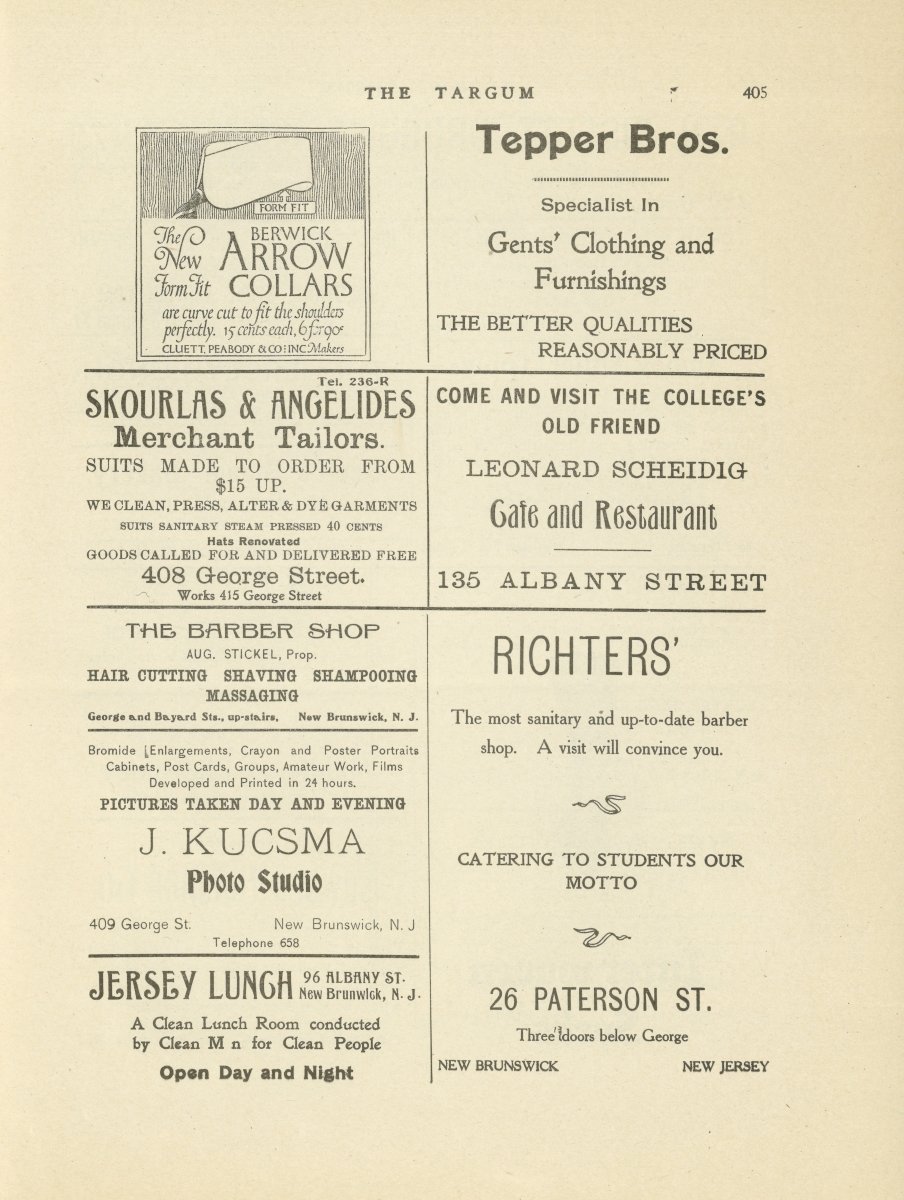 THE TARGUM
405
FORM FIT
The New Form Fit
BERWICK
ARROW
COLLARS
are curve cut to fit the shoulders
perfectly. 15 cents each, 6 for 90¢
CLUETT, PEABODY & CO: INC. Makers
Tepper Bros.
Specialist In
Gents' Clothing and
Furnishings
THE BETTER QUALITIES
REASONABLY PRICED
Tel. 236-R
SKOURLAS & ANGELIDES
Merchant Tailors.
SUITS MADE TO ORDER FROM
$15 UP.
WE CLEAN, PRESS, ALTER & DYE GARMENTS
SUITS SANITARY STEAM PRESSED 40 CENTS
Hats Renovated
GOODS CALLED FOR AND DELIVERED FREE
408 George Street.
Works 415 George Street
COME AND VISIT THE COLLEGE'S
OLD FRIEND
LEONARD SCHEIDIG
Cafe and Restaurant
135 ALBANY STREET
THE BARBER SHOP
AUG. STICKEL, Prop.
HAIR CUTTING SHAVING SHAMPOOING
MASSAGING
George and Bayard Sts., up-stairs, New Brunswick, N. J.
Bromide Enlargements, Crayon and Poster Portraits
Cabinets, Post Cards, Groups, Amateur Work, Films
Developed and Printed in 24 hours.
PICTURES TAKEN DAY AND EVENING
J. KUCSMA
Photo Studio
409 George St. New Brunswick, N. J
Telephone 658
JERSEY LUNCH 96 ALBANY ST.
New Brunwick, N. J.
A Clean Lunch Room conducted
by Clean M n for Clean People
Open Day and Night
RICHTERS'
The most sanitary and up-to-date barber
shop. A visit will convince you.
CATERING TO STUDENTS OUR
MOTTO
26 PATERSON ST.
Three doors below George
NEW BRUNSWICK NEW JERSEY